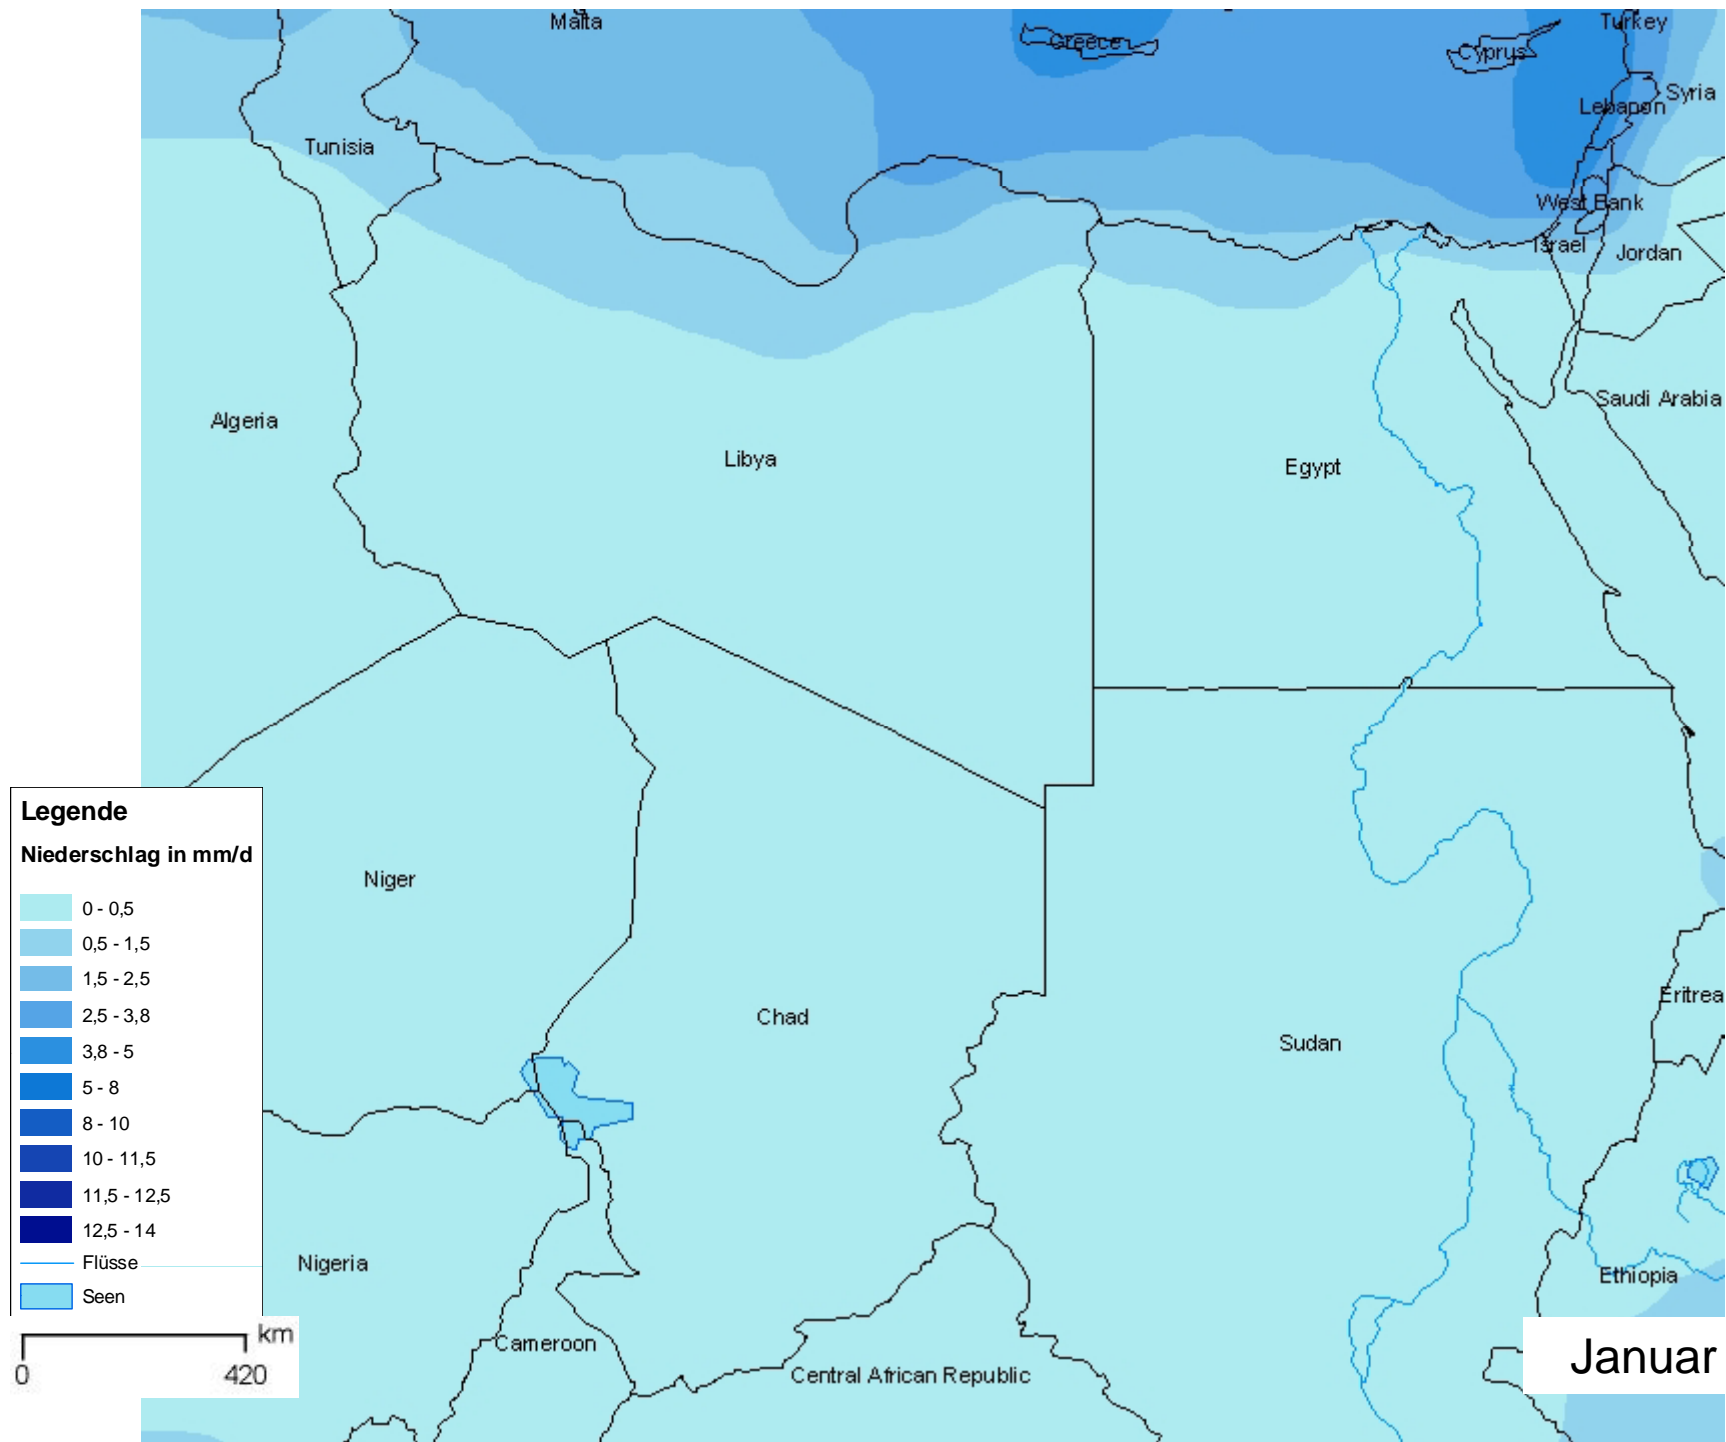 Malta
Greece
Turkey
Cyprus
Syria
Lebanon
Tunisia
West Bank
Israel
Jordan
Algeria
Libya
Egypt
Saudi Arabia
Niger
Chad
Sudan
Eritrea
Nigeria
Ethiopia
Cameroon
Central African Republic
Legende
Niederschlag in mm/d
0 - 0,5
0,5 - 1,5
1,5 - 2,5
2,5 - 3,8
3,8 - 5
5 - 8
8 - 10
10 - 11,5
11,5 - 12,5
12,5 - 14
Flüsse
Seen
km
0 420
Januar